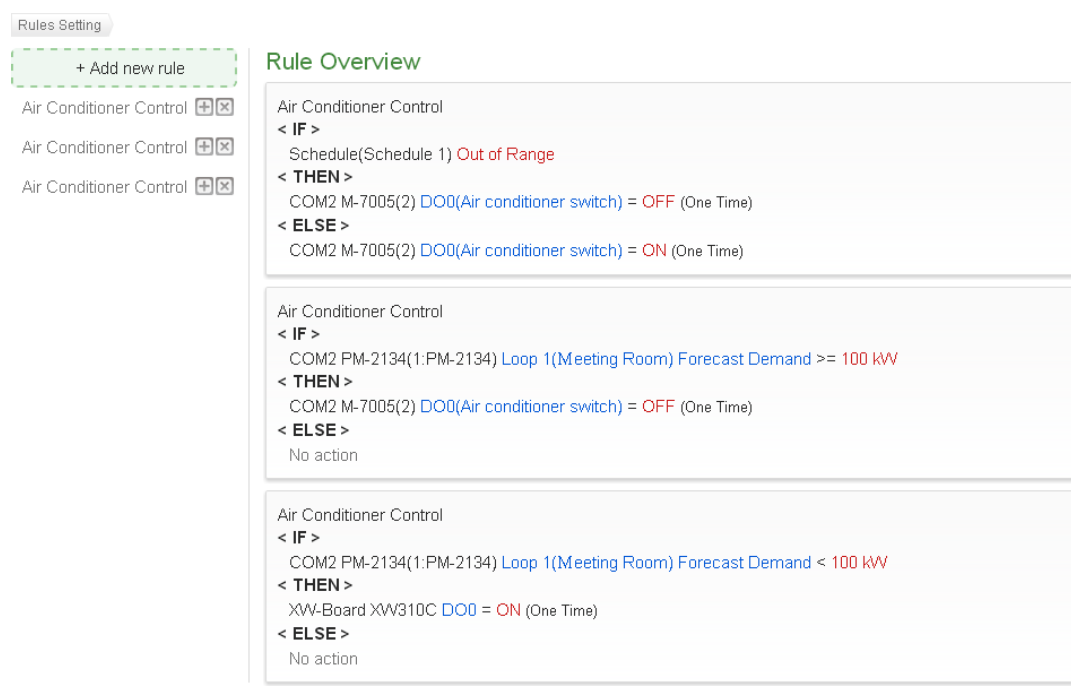 Rules Setting
+ Add new rule
Air Conditioner Control
Air Conditioner Control
Air Conditioner Control
Rule Overview
Air Conditioner Control
< IF >
Schedule(Schedule 1) Out of Range
< THEN >
COM2 M-7005(2) DO0(Air conditioner switch) = OFF (One Time)
< ELSE >
COM2 M-7005(2) DO0(Air conditioner switch) = ON (One Time)
Air Conditioner Control
< IF >
COM2 PM-2134(1:PM-2134) Loop 1(Meeting Room) Forecast Demand >= 100 kW
< THEN >
COM2 M-7005(2) DO0(Air conditioner switch) = OFF (One Time)
< ELSE >
No action
Air Conditioner Control
< IF >
COM2 PM-2134(1:PM-2134) Loop 1(Meeting Room) Forecast Demand < 100 kW
< THEN >
XW-Board XW310C DO0 = ON (One Time)
< ELSE >
No action